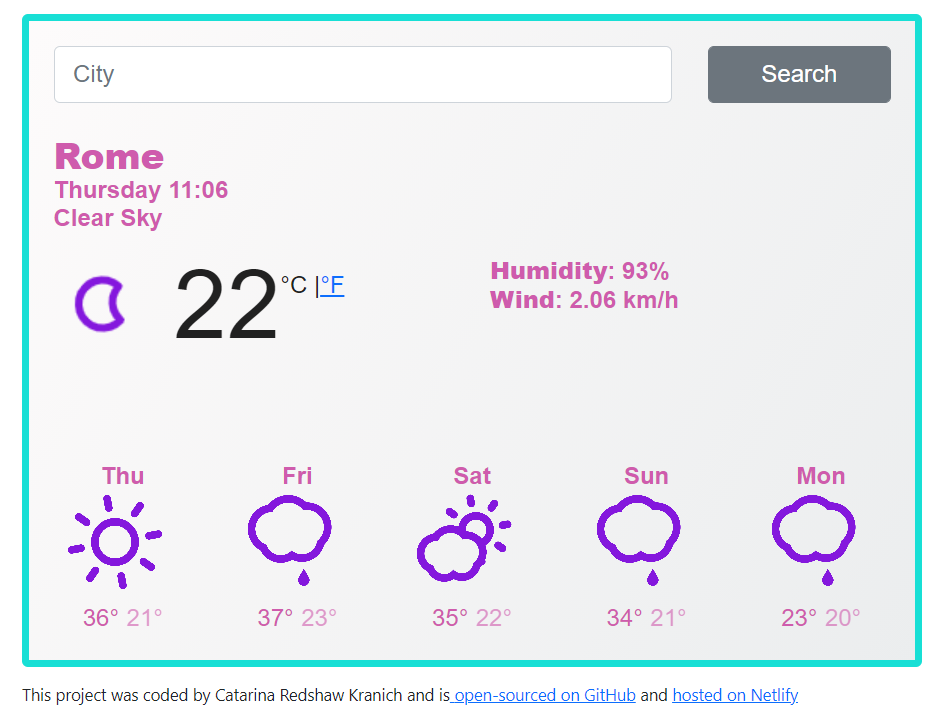 City
Search
Rome
Thursday 11:06
Clear Sky
22 °C |°F
Humidity: 93%
Wind: 2.06 km/h
Thu Fri Sat Sun Mon
36° 21° 37° 23° 35° 22° 34° 21° 23° 20°
This project was coded by Catarina Redshaw Kranich and is open-sourced on GitHub and hosted on Netlify